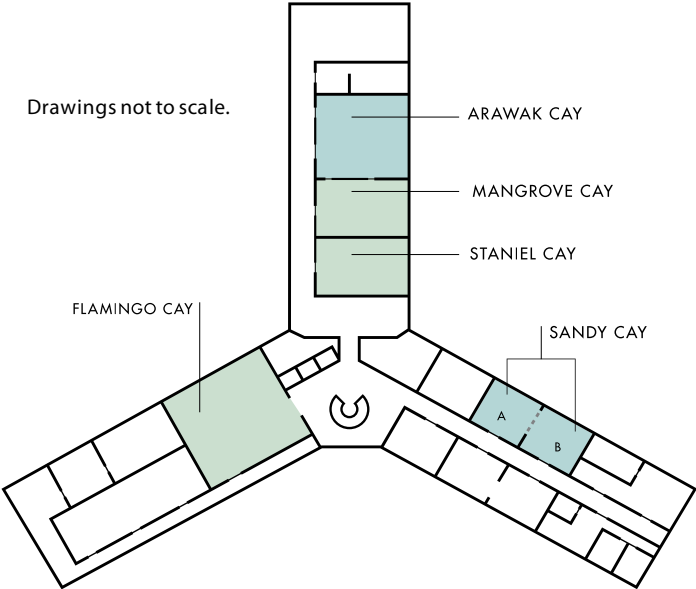 Drawings not to scale.
ARAWAK CAY
MANGROVE CAY
STANIEL CAY
FLAMINGO CAY
SANDY CAY
A
B